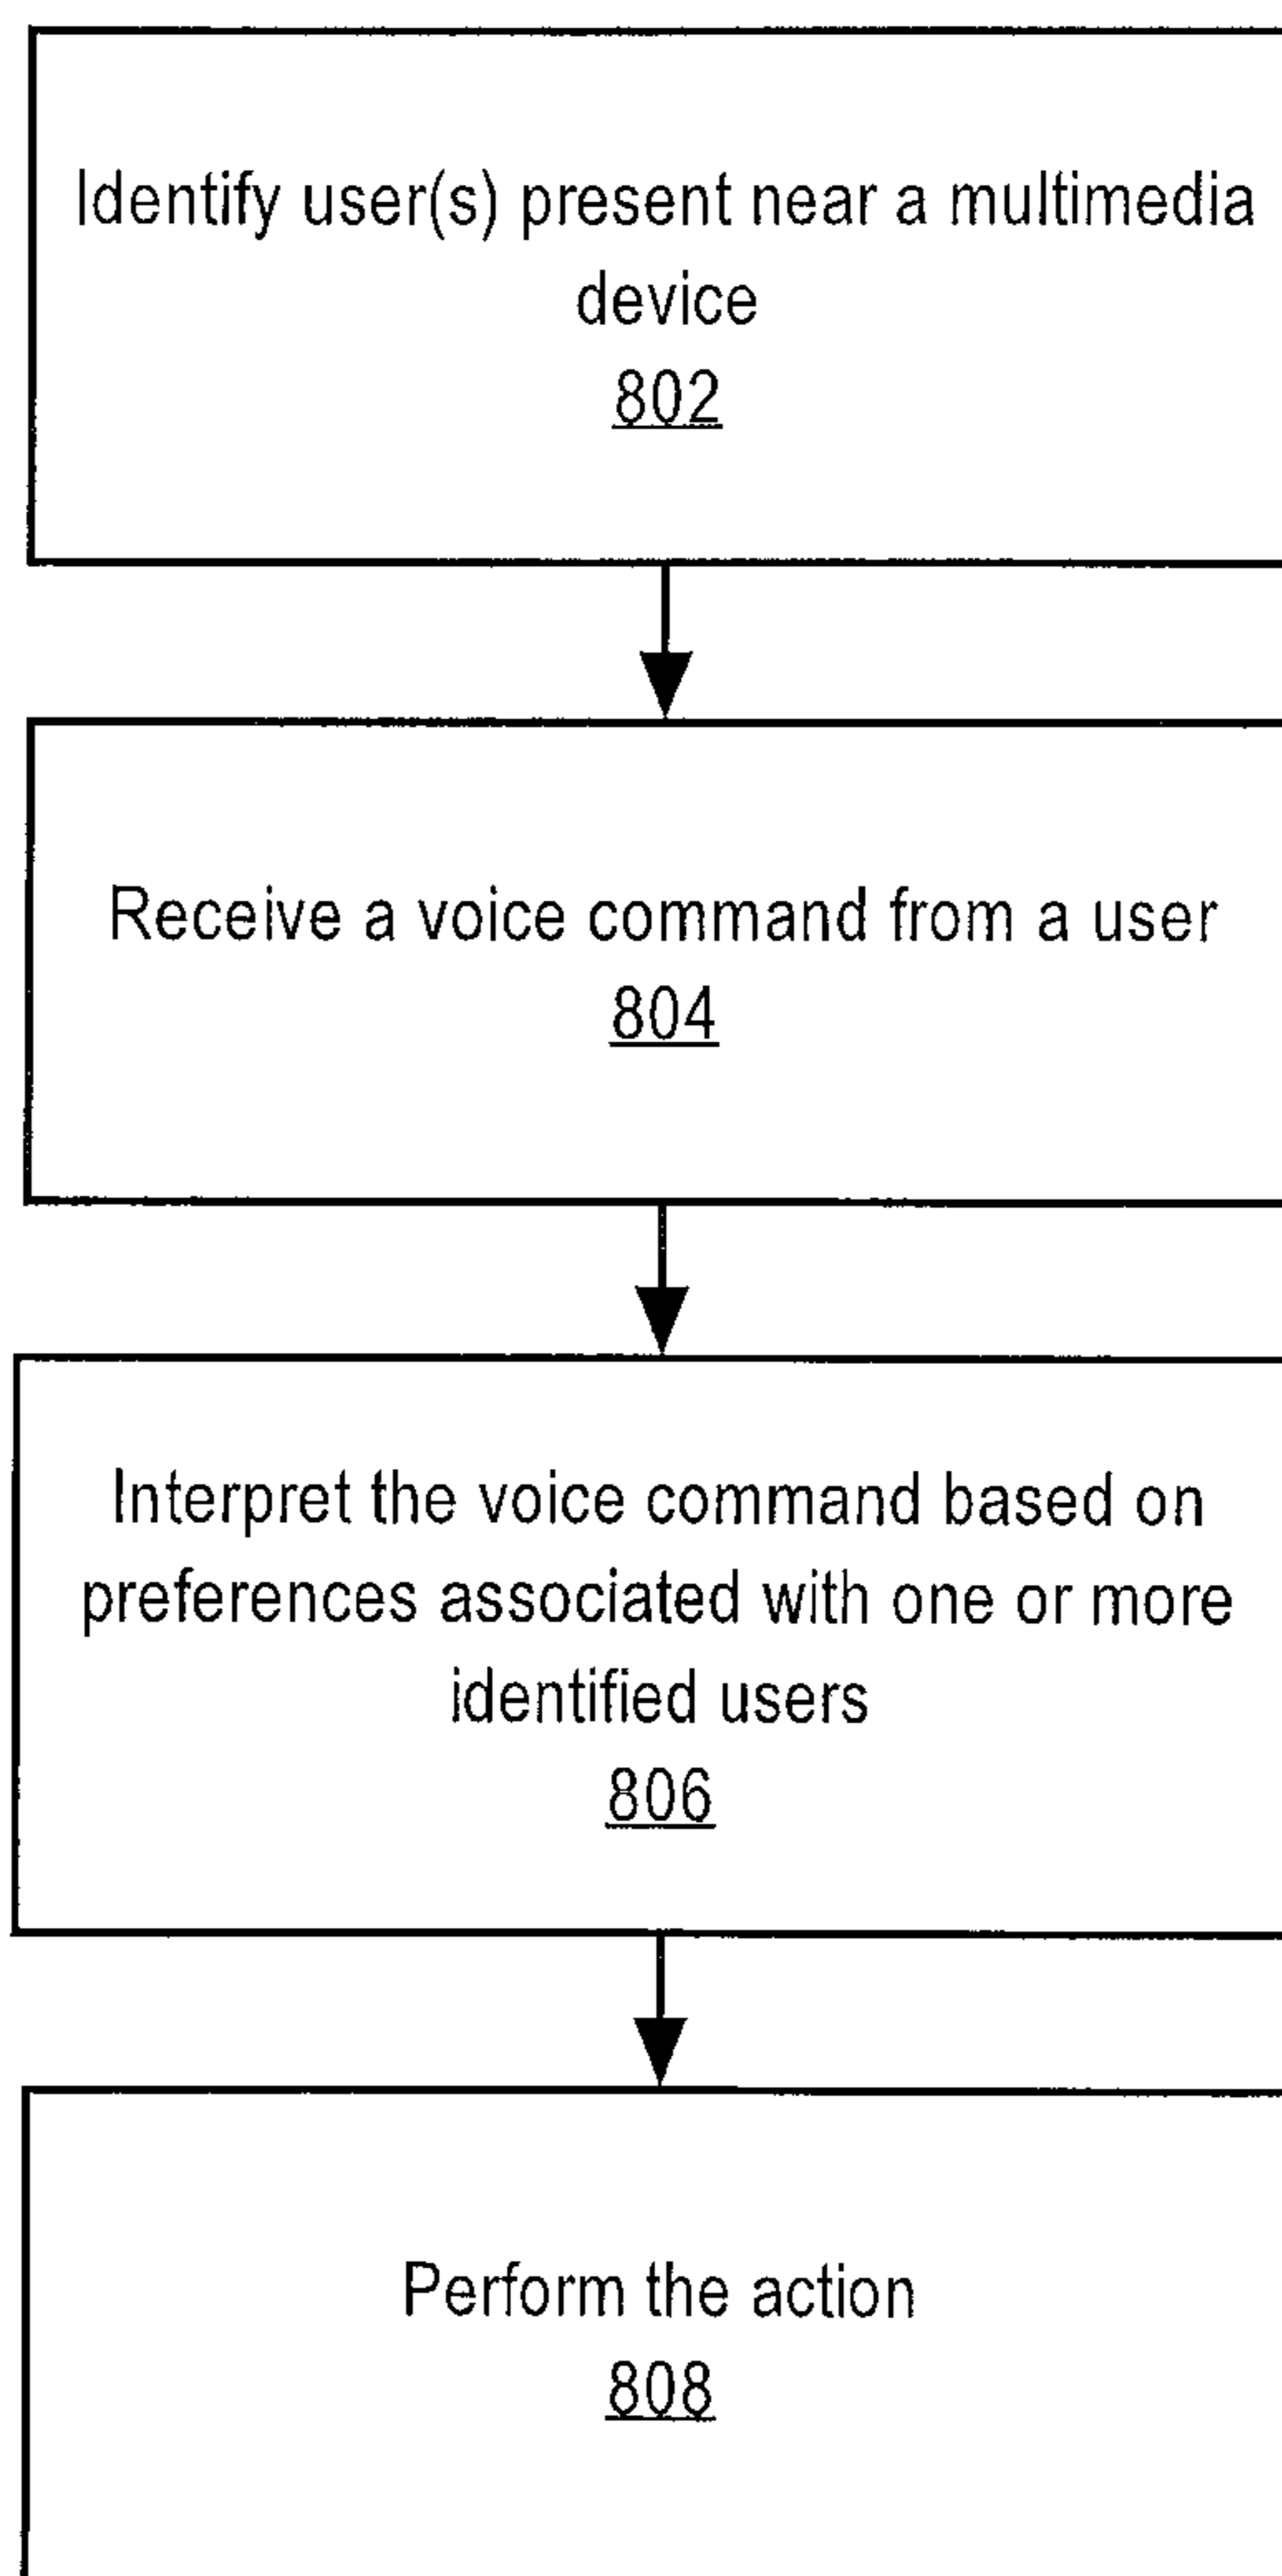 Identify user(s) present near a multimedia
device
802
Receive a voice command from a user
804
Interpret the voice command based on
preferences associated with one or more
identified users
806
Perform the action
808